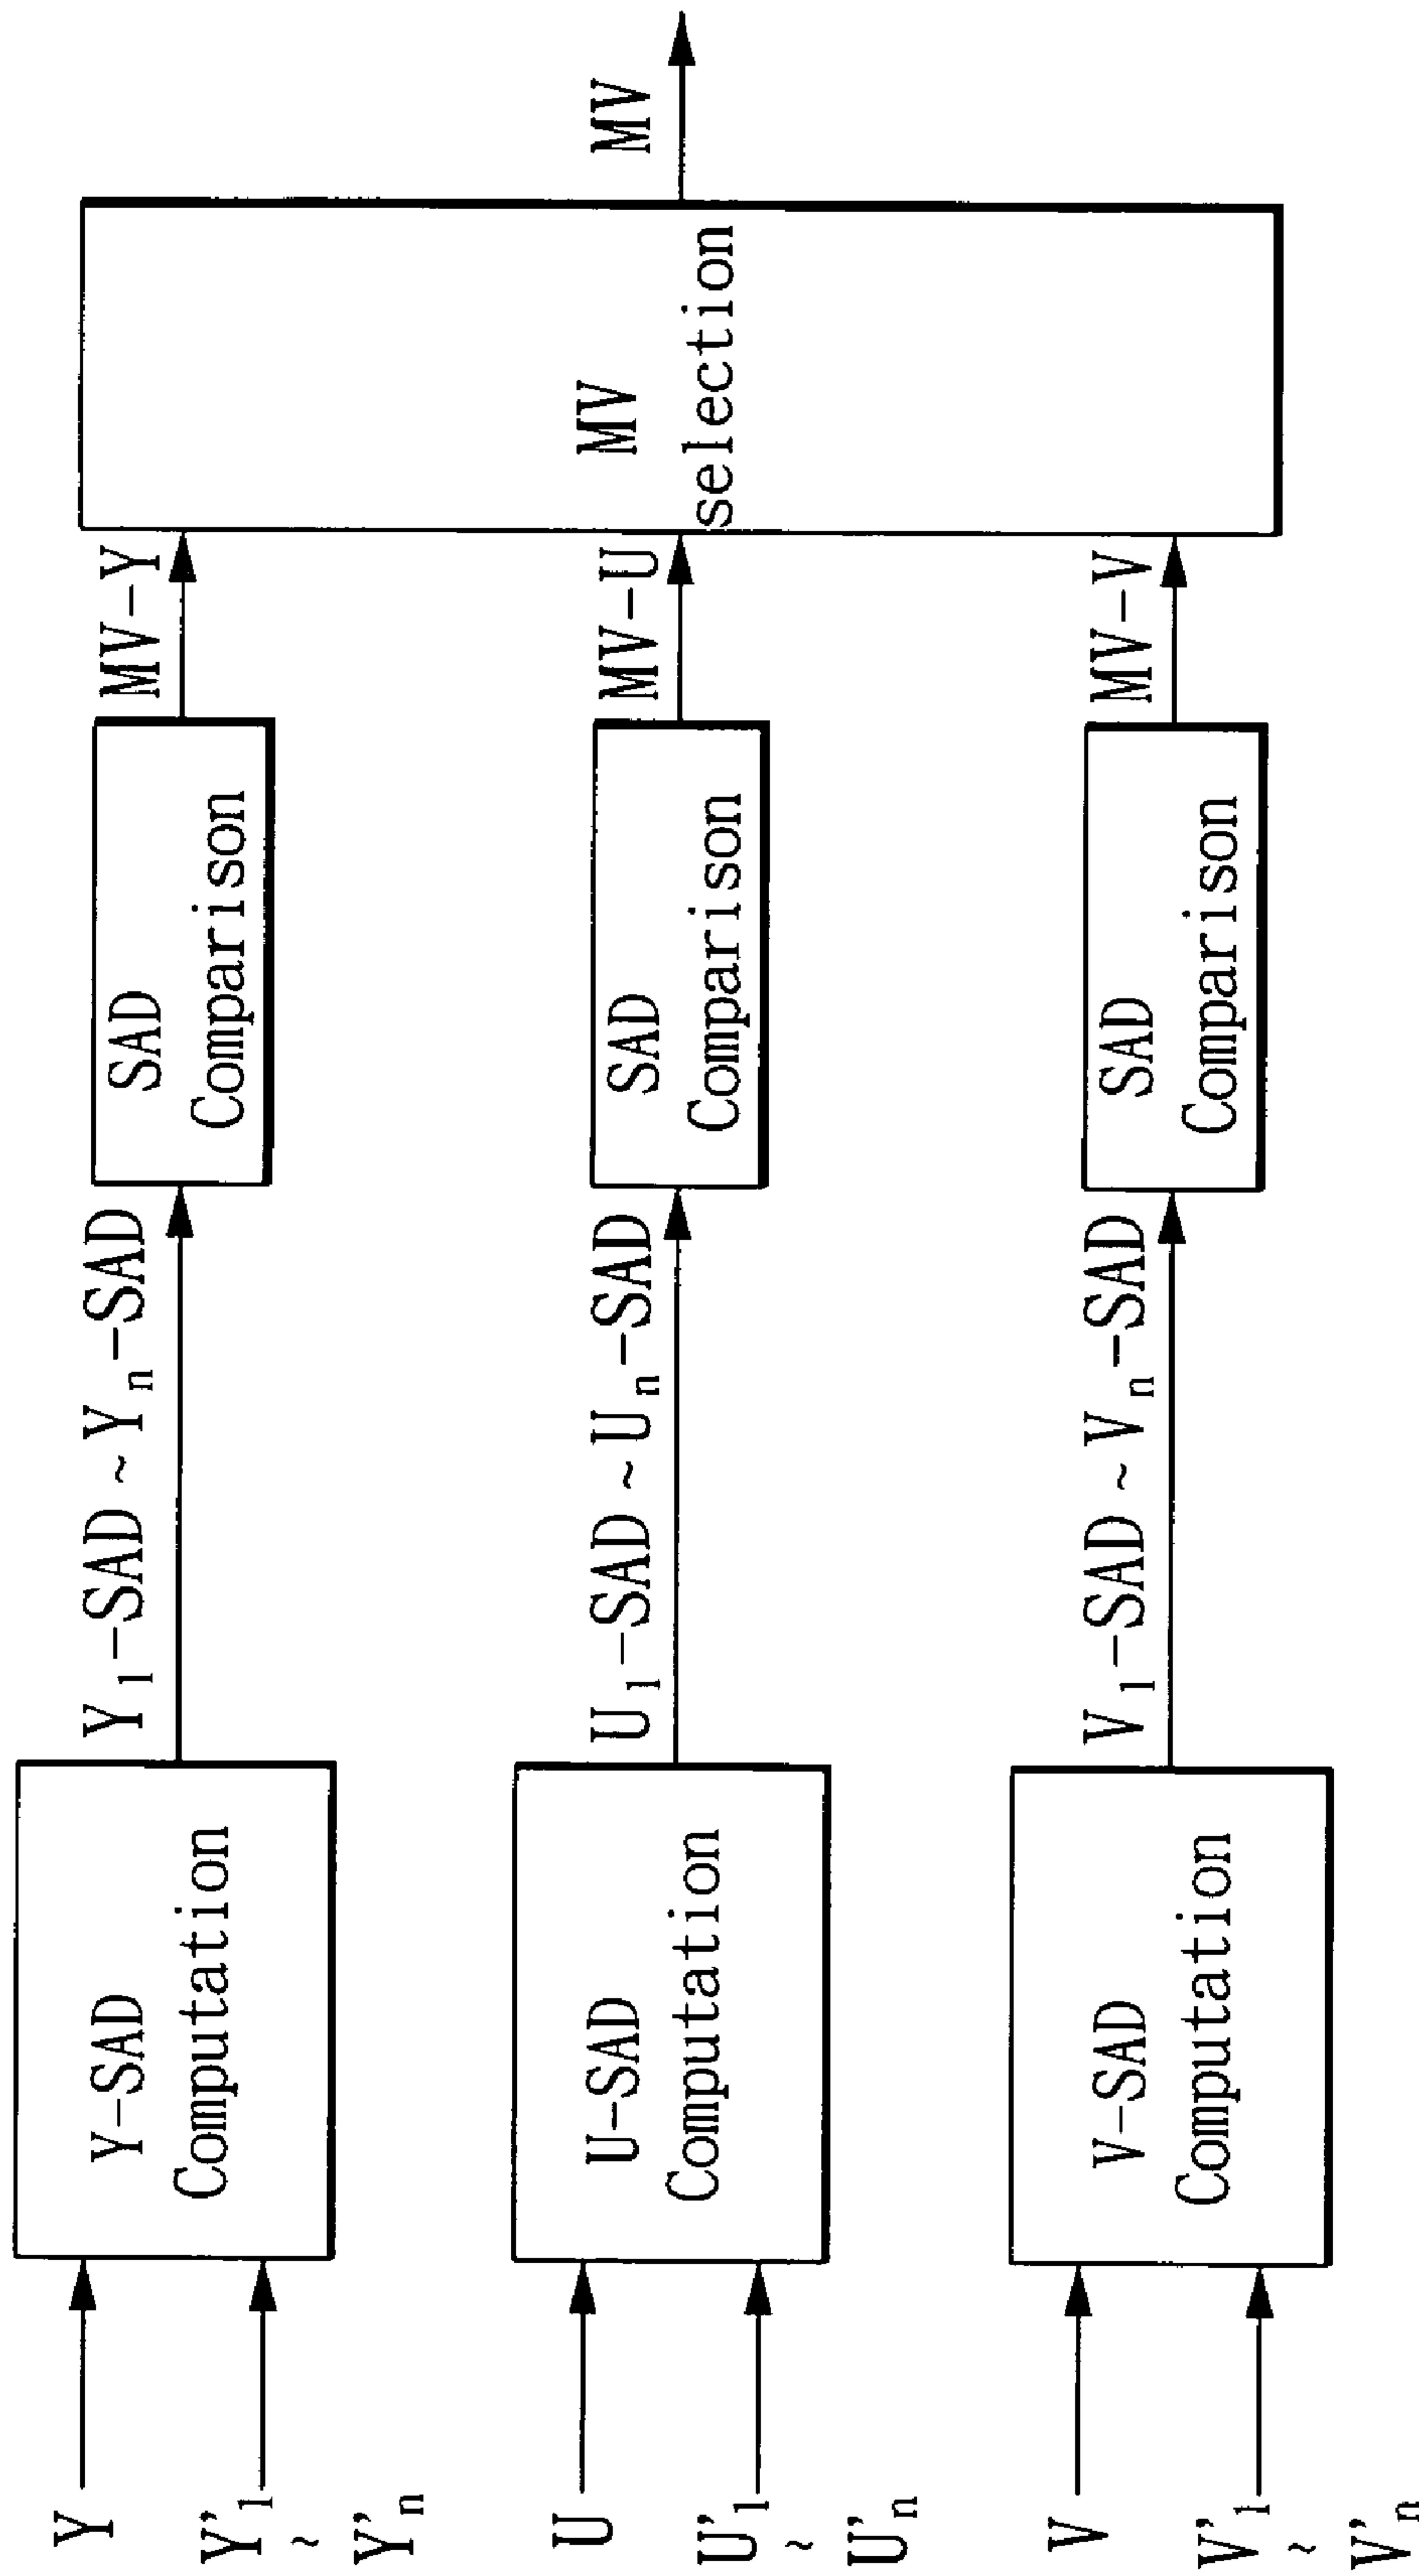 Y
Y'1
~
Y'n
Y-SAD
Computation
Y1-SAD ~ Yn-SAD
SAD
Comparison
MV-Y
U
U'1
~
U'n
U-SAD
Computation
U1-SAD ~ Un-SAD
SAD
Comparison
MV-U
V
V'1
~
V'n
V-SAD
Computation
V1-SAD ~ Vn-SAD
SAD
Comparison
MV-V
MV
selection
MV